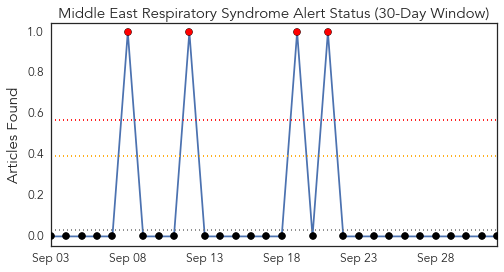 Middle East Respiratory Syndrome Alert Status (30-Day Window)
Articles Found
1.0
0.8
0.6
0.4
0.2
0.0
Sep 03 Sep 08 Sep 13 Sep 18 Sep 23 Sep 28